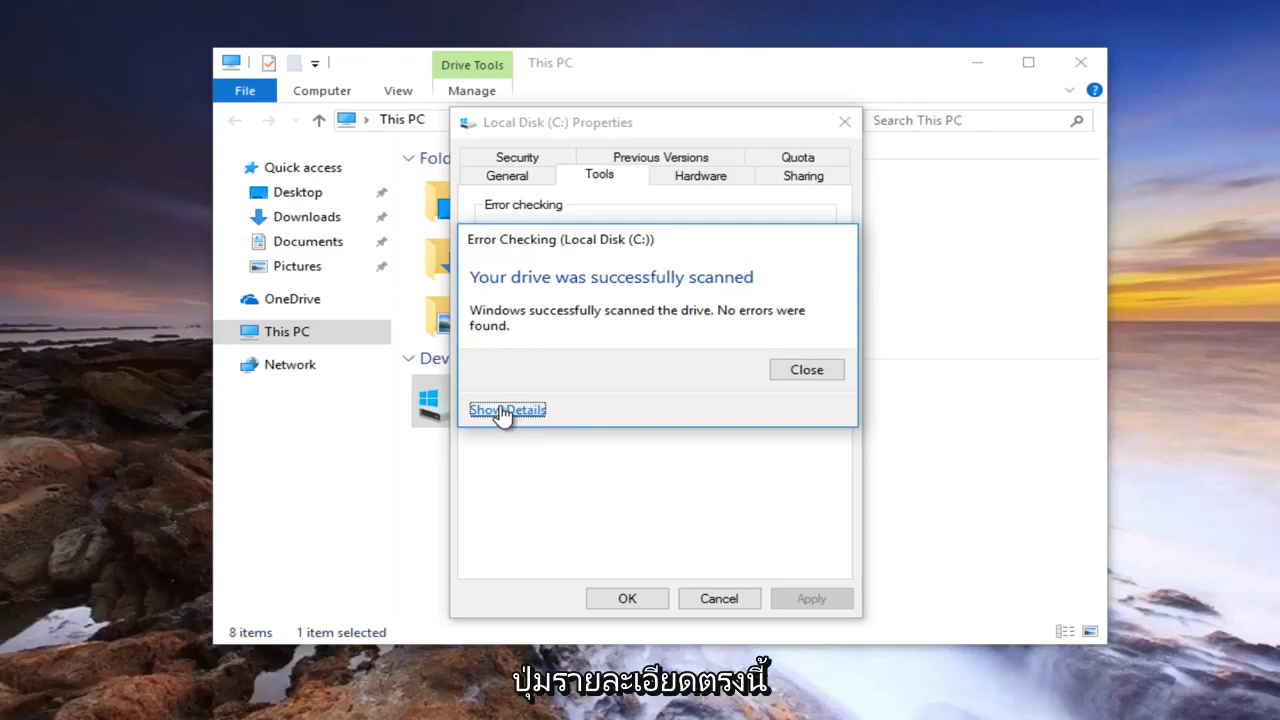 Drive Tools
This PC
File
Computer
View
Manage
This PC
Search This PC
Local Disk (C:) Properties
Security
Previous Versions
Quota
General
Tools
Hardware
Sharing
Error checking
Quick access
Desktop
Downloads
Documents
Pictures
OneDrive
This PC
Network
Fold
Dev
Error Checking (Local Disk (C:))
Your drive was successfully scanned
Windows successfully scanned the drive. No errors were
found.
Close
Show Details
OK
Cancel
Apply
8 items
1 item selected
ปุ่มรายละเอียดตรงนี้